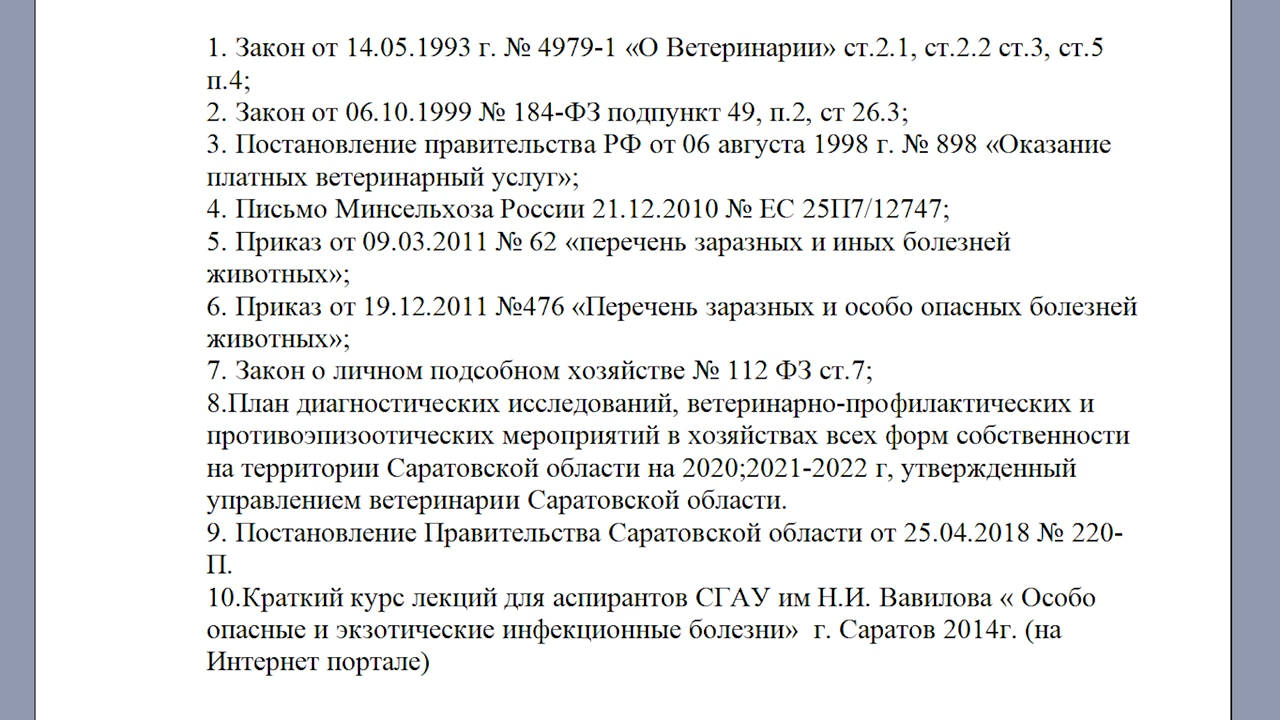 1. Закон от 14.05.1993 г. № 4979-1 «О Ветеринарии» ст.2.1, ст.2.2 ст.3, ст.5
п.4;
2. Закон от 06.10.1999 № 184-ФЗ подпункт 49, п.2, ст 26.3;
3. Постановление правительства РФ от 06 августа 1998 г. № 898 «Оказание
платных ветеринарный услуг»;
4. Письмо Минсельхоза России 21.12.2010 № ЕС 25П7/12747;
5. Приказ от 09.03.2011 № 62 «перечень заразных и иных болезней
животных»;
6. Приказ от 19.12.2011 №476 «Перечень заразных и особо опасных болезней
животных»;
7. Закон о личном подсобном хозяйстве № 112 ФЗ ст.7;
8.План диагностических исследований, ветеринарно-профилактических и
противоэпизоотических мероприятий в хозяйствах всех форм собственности
на территории Саратовской области на 2020;2021-2022 г, утвержденный
управлением ветеринарии Саратовской области.
9. Постановление Правительства Саратовской области от 25.04.2018 № 220-
П.
10.Краткий курс лекций для аспирантов СГАУ им Н.И. Вавилова « Особо
опасные и экзотические инфекционные болезни»  г. Саратов 2014г. (на
Интернет портале)